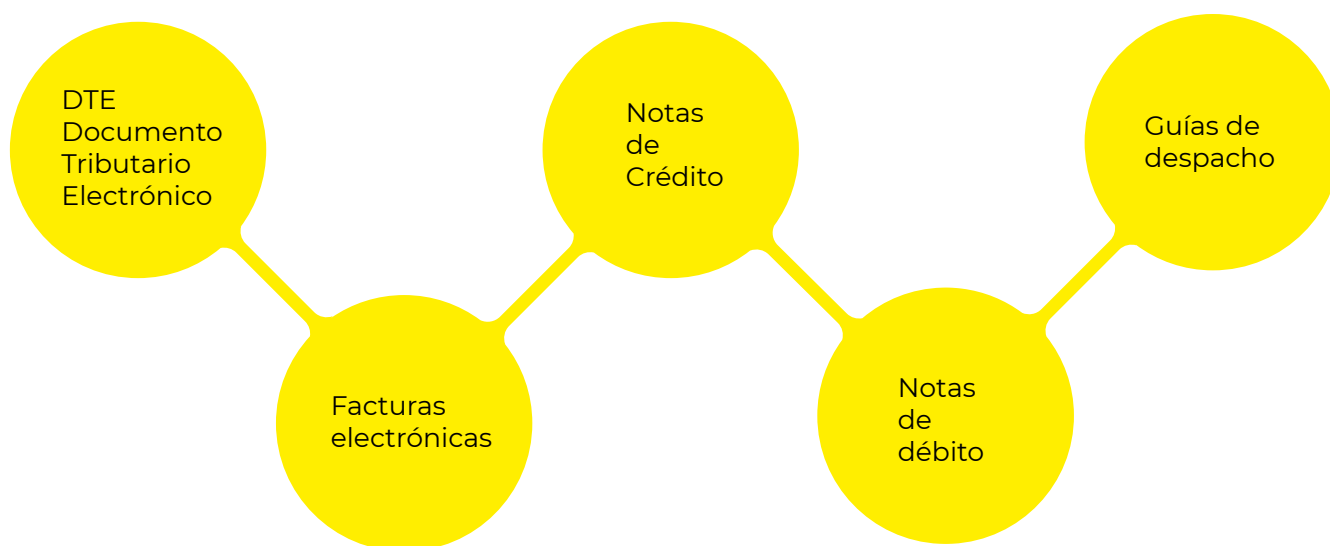 DTE
Documento
Tributario
Electrónico
Facturas
electrónicas
Notas
de
Crédito
Notas
de
débito
Guías de
despacho